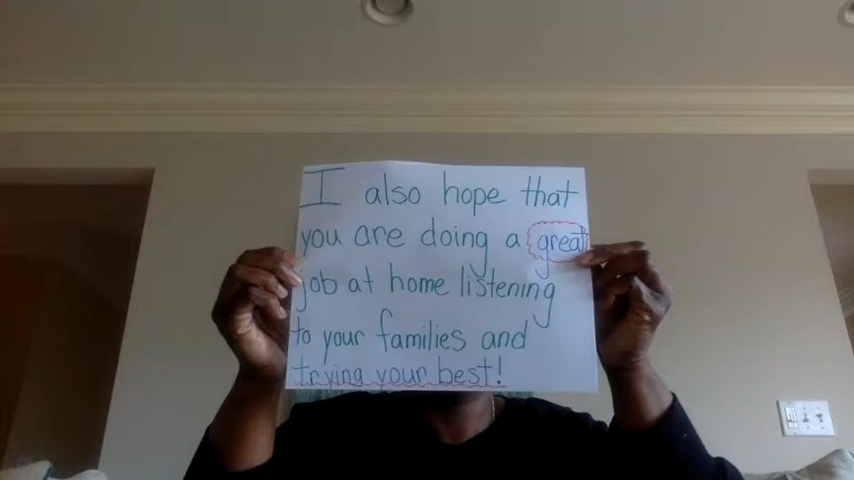 I also hope that
you are doing a great
job at home listening
to your families and
trying your best!